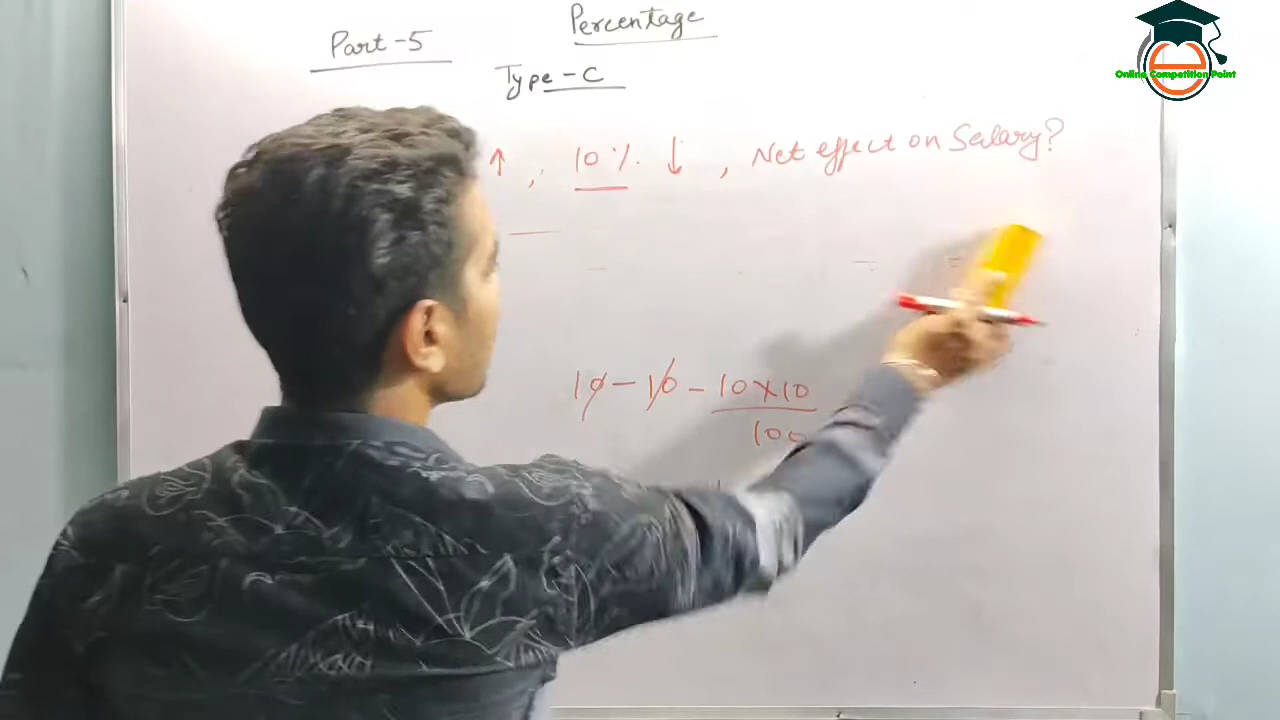 Percentage
Part-5
Type-C
↑, 10% ↓, Net effect on Salary?
10 - 10 - 10×10
100
Online Competition Point